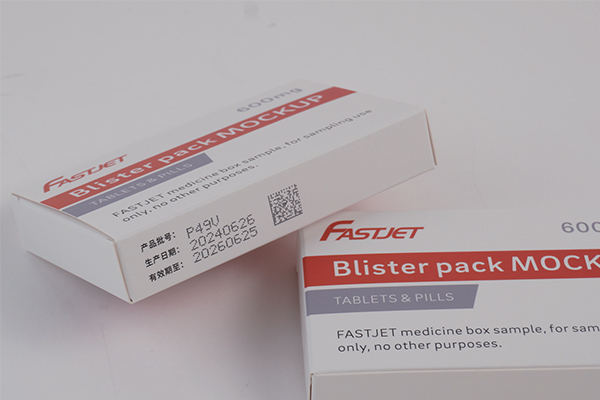 600mg
FASTJET
Blister pack MOCKUP
TABLETS & PILLS
FASTJET medicine box sample, for sampling use
only, no other purposes.
产品批号: P49U
生产日期: 20240626
有效期至: 20260625
FASTJET
600
Blister pack MOCK
TABLETS & PILLS
FASTJET medicine box sample, for sam
only, no other purposes.